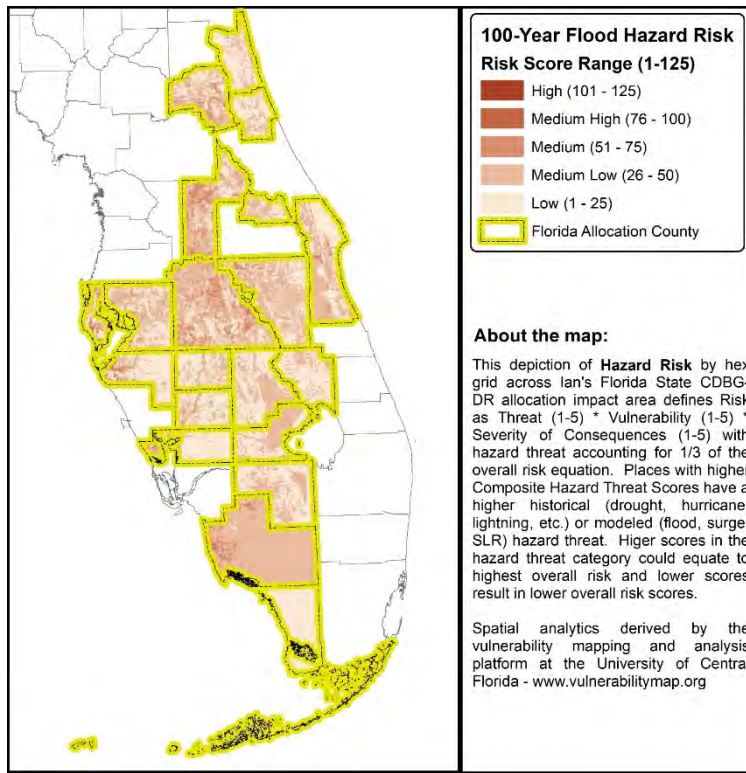 100-Year Flood Hazard Risk
Risk Score Range (1-125)
High (101 - 125)
Medium High (76 - 100)
Medium (51 - 75)
Medium Low (26 - 50)
Low (1 - 25)
Florida Allocation County
About the map:
This depiction of Hazard Risk by hex
grid across Ian's Florida State CDBG-
DR allocation impact area defines Risk
as Threat (1-5) * Vulnerability (1-5) *
Severity of Consequences (1-5) with
hazard threat accounting for 1/3 of the
overall risk equation. Places with higher
Composite Hazard Threat Scores have a
higher historical (drought, hurricane,
lightning, etc.) or modeled (flood, surge,
SLR) hazard threat. Higer scores in the
hazard threat category could equate to
highest overall risk and lower scores
result in lower overall risk scores.
Spatial analytics derived by the
vulnerability mapping and analysis
platform at the University of Central
Florida - www.vulnerabilitymap.org